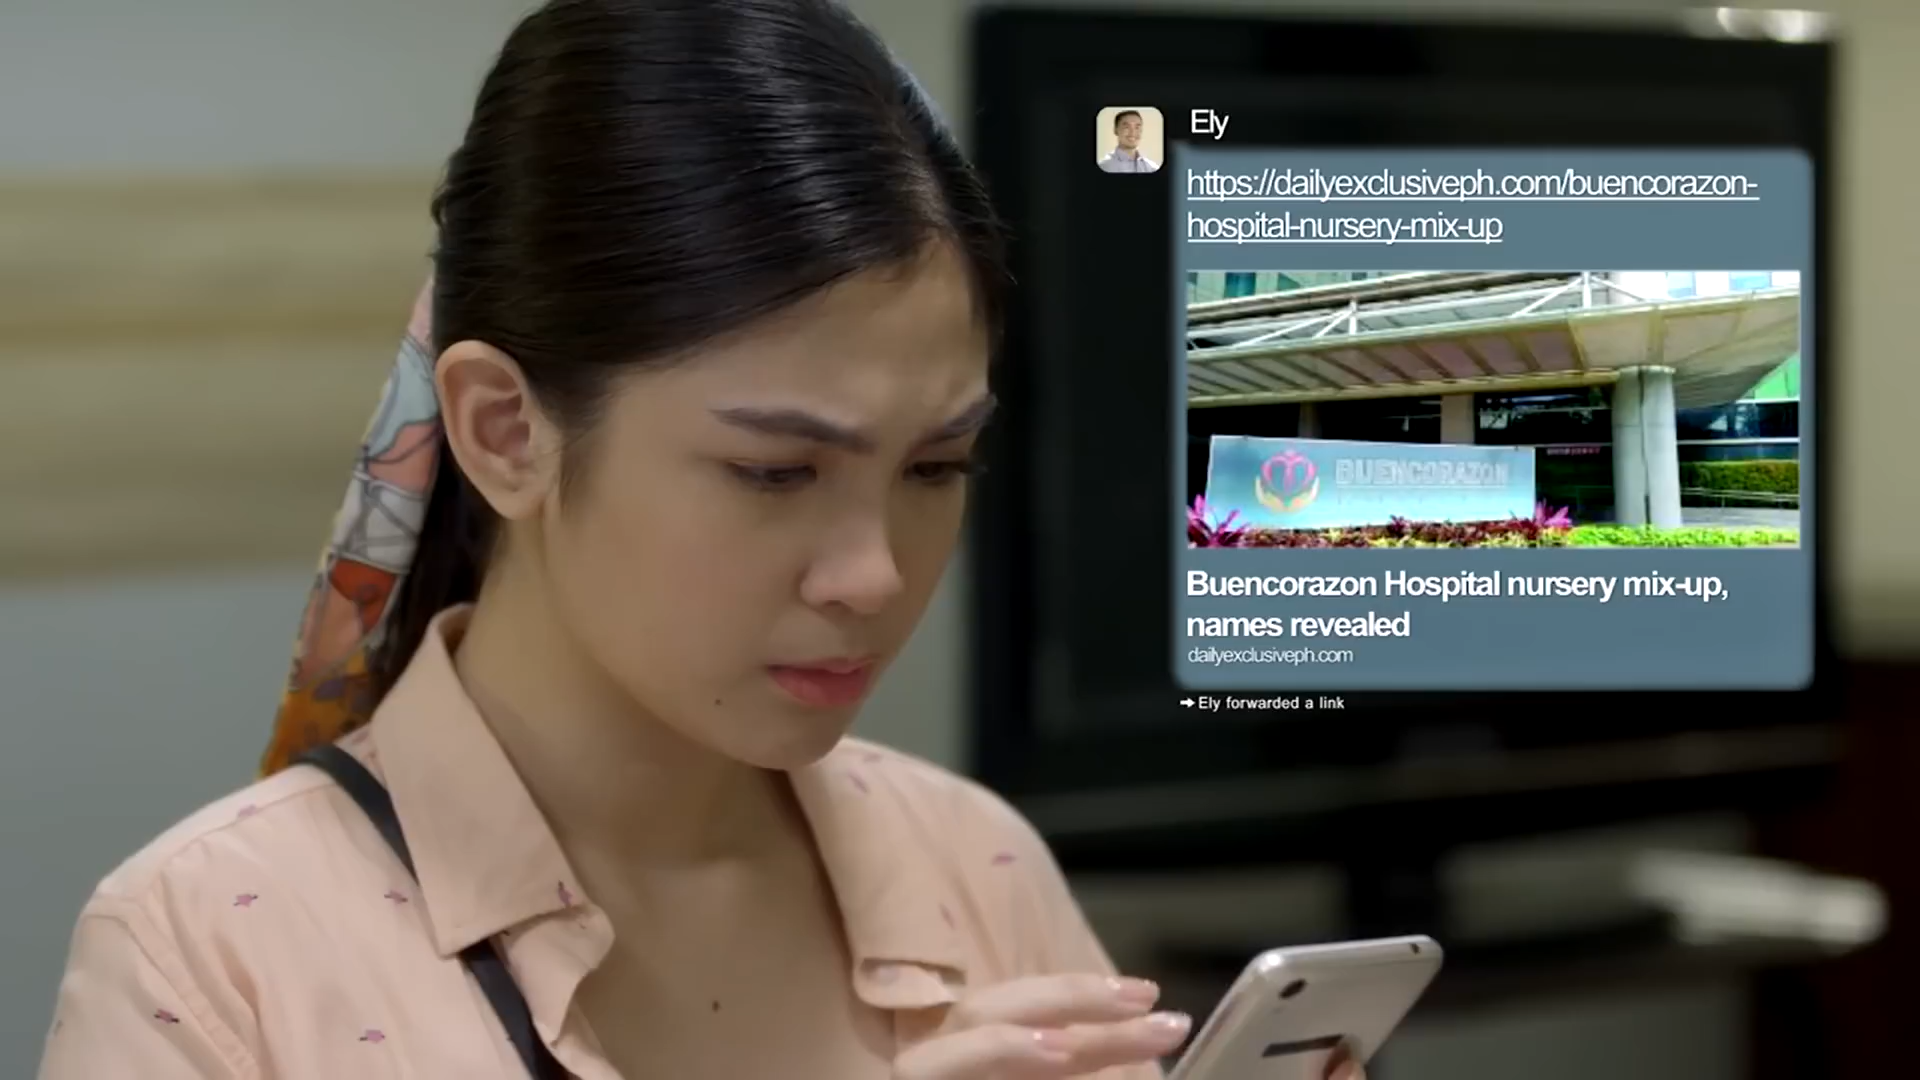 Ely
https://dailyexclusiveph.com/buencorazon-
hospital-nursery-mix-up
BUENCORAZON
Buencorazon Hospital nursery mix-up,
names revealed
dailyexclusiveph.com
Ely forwarded a link